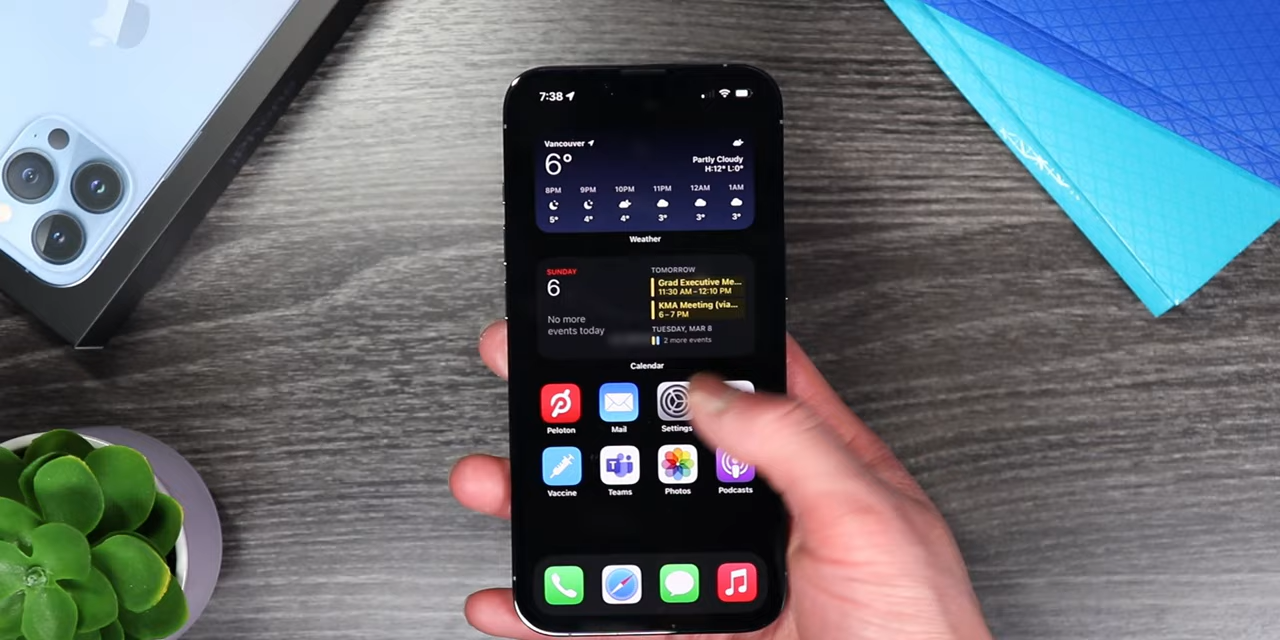 7:38
Vancouver
6°
Partly Cloudy
H:12° L:0°
8PM 9PM 10PM 11PM 12AM 1AM
5° 4° 4° 3° 3° 3°
Weather
SUNDAY
6
No more
events today
TOMORROW
Grad Executive Me...
11:30 AM – 12:10 PM
KMA Meeting (via...
6 – 7 PM
TUESDAY, MAR 8
2 more events
Calendar
Peloton Mail Settings
Vaccine Teams Photos Podcasts